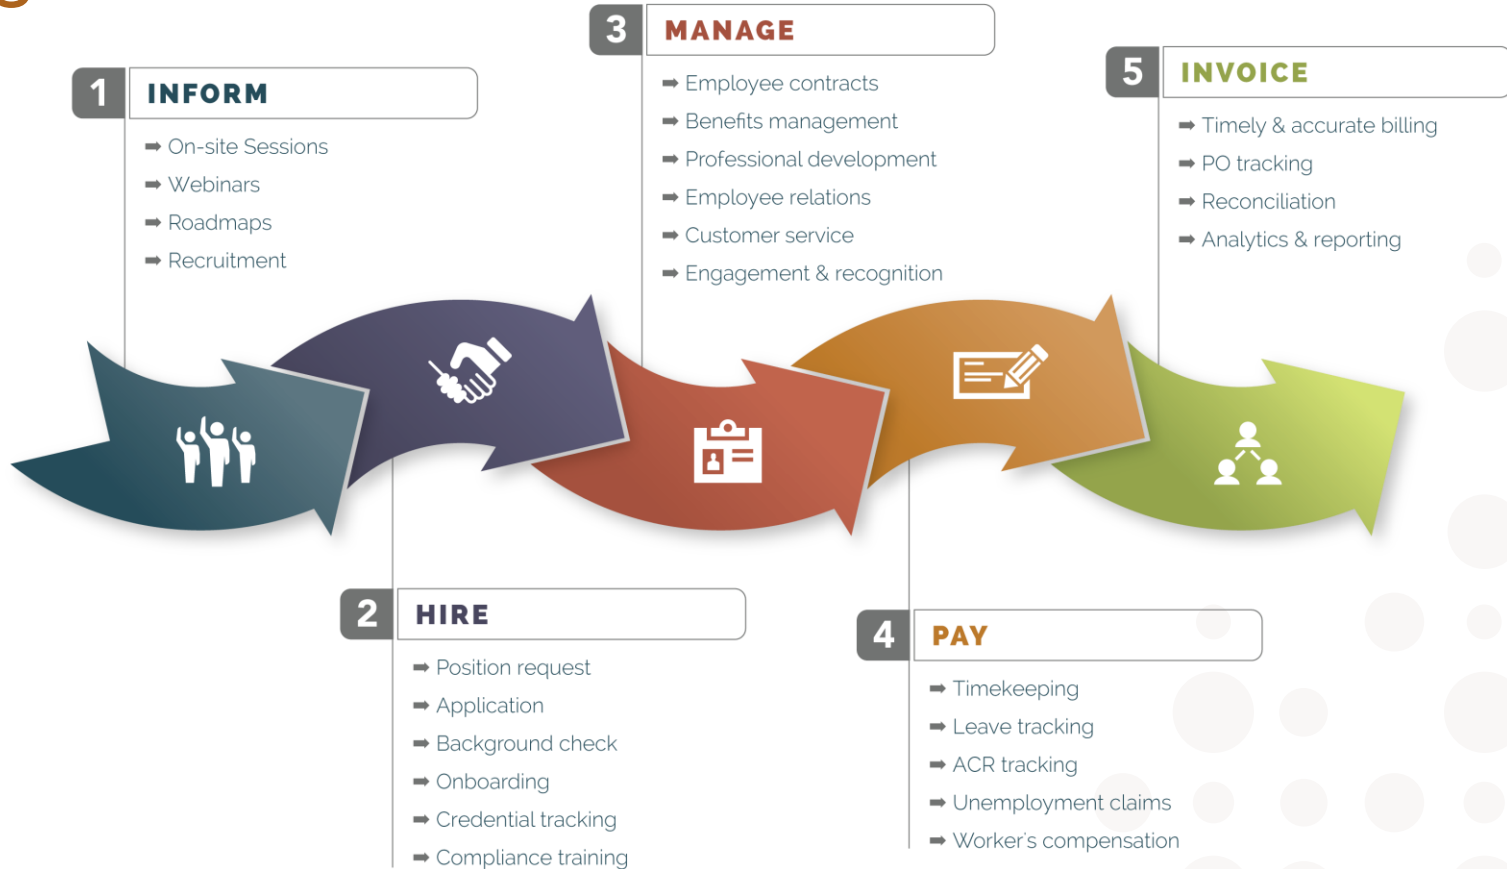 1
INFORM
➡ On-site Sessions
➡ Webinars
➡ Roadmaps
➡ Recruitment
2
HIRE
➡ Position request
➡ Application
➡ Background check
➡ Onboarding
➡ Credential tracking
➡ Compliance training
3
MANAGE
➡ Employee contracts
➡ Benefits management
➡ Professional development
➡ Employee relations
➡ Customer service
➡ Engagement & recognition
4
PAY
➡ Timekeeping
➡ Leave tracking
➡ ACR tracking
➡ Unemployment claims
➡ Worker's compensation
5
INVOICE
➡ Timely & accurate billing
➡ PO tracking
➡ Reconciliation
➡ Analytics & reporting